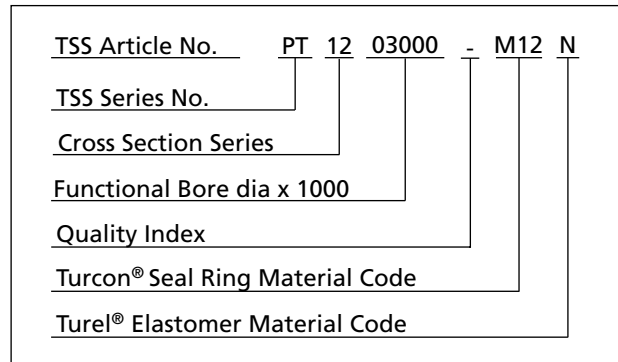 TSS Article No. PT 12 03000 - M12 N
TSS Series No.
Cross Section Series
Functional Bore dia x 1000
Quality Index
Turcon® Seal Ring Material Code
Turel® Elastomer Material Code